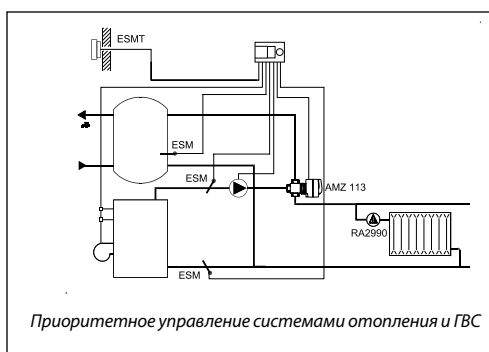 ESMT
ESM
ESM
AMZ 113
RA2990
ESM
Приоритетное управление системами отопления и ГВС